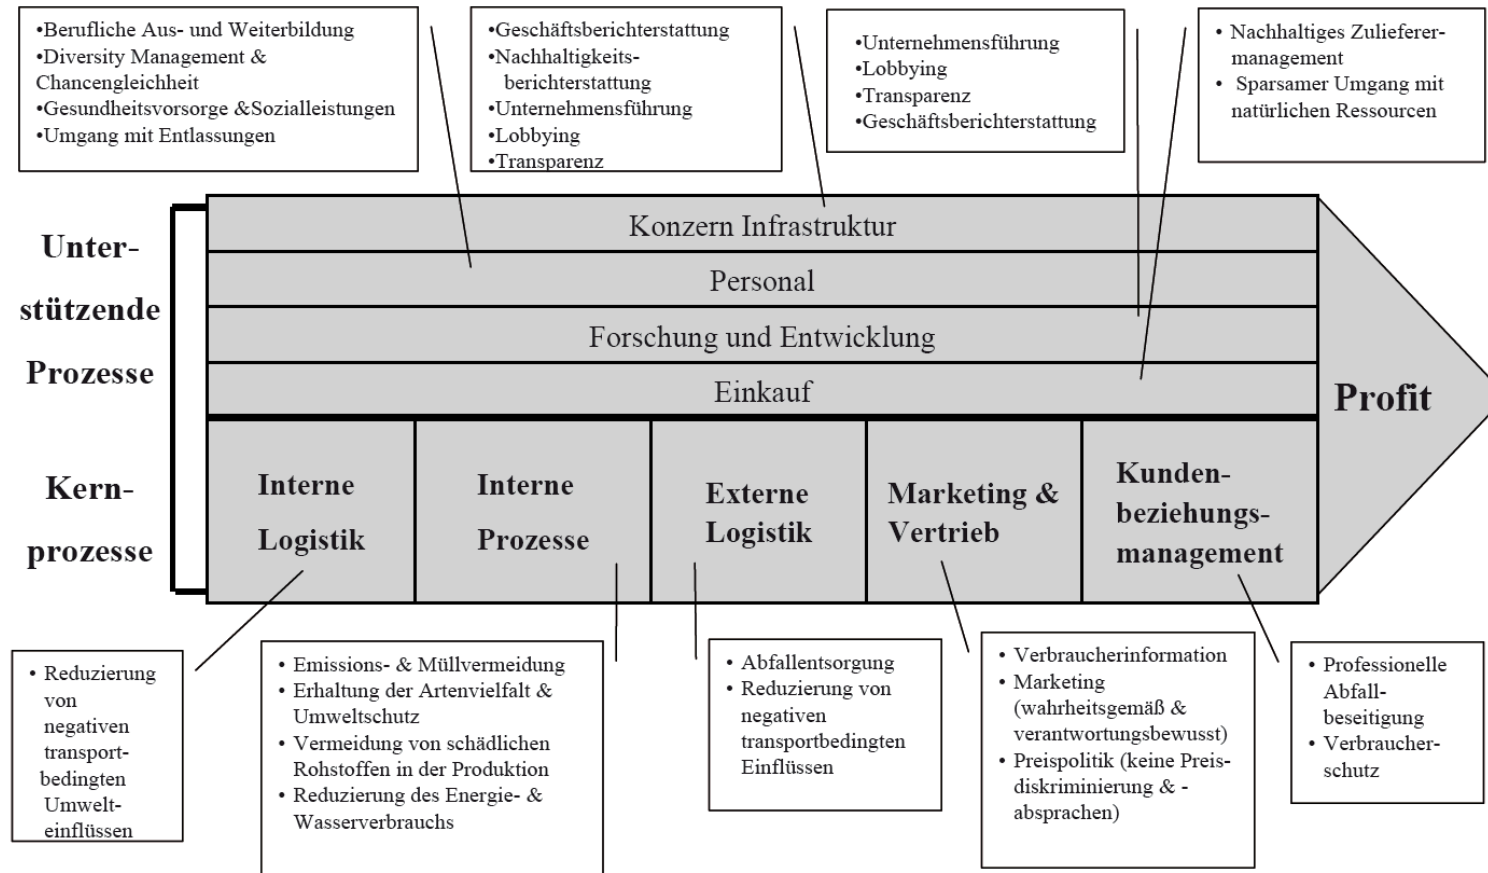 •Berufliche Aus- und Weiterbildung
•Diversity Management &
Chancengleichheit
•Gesundheitsvorsorge &Sozialleistungen
•Umgang mit Entlassungen
•Geschäftsberichterstattung
•Nachhaltigkeits-
berichterstattung
•Unternehmensführung
•Lobbying
•Transparenz
•Unternehmensführung
•Lobbying
•Transparenz
•Geschäftsberichterstattung
• Nachhaltiges Zulieferer-
management
• Sparsamer Umgang mit
natürlichen Ressourcen
Unter-
stützende
Prozesse
Konzern Infrastruktur
Personal
Forschung und Entwicklung
Einkauf
Profit
Kern-
prozesse
Interne
Logistik
Interne
Prozesse
Externe
Logistik
Marketing &
Vertrieb
Kunden-
beziehungs-
management
• Reduzierung
von
negativen
transport-
bedingten
Umwelt-
einflüssen
• Emissions- & Müllvermeidung
• Erhaltung der Artenvielfalt &
Umweltschutz
• Vermeidung von schädlichen
Rohstoffen in der Produktion
• Reduzierung des Energie- &
Wasserverbrauchs
• Abfallentsorgung
• Reduzierung von
negativen
transportbedingten
Einflüssen
• Verbraucherinformation
• Marketing
(wahrheitsgemäß &
verantwortungsbewusst)
• Preispolitik (keine Preis-
diskriminierung & -
absprachen)
• Professionelle
Abfall-
beseitigung
• Verbraucher-
schutz